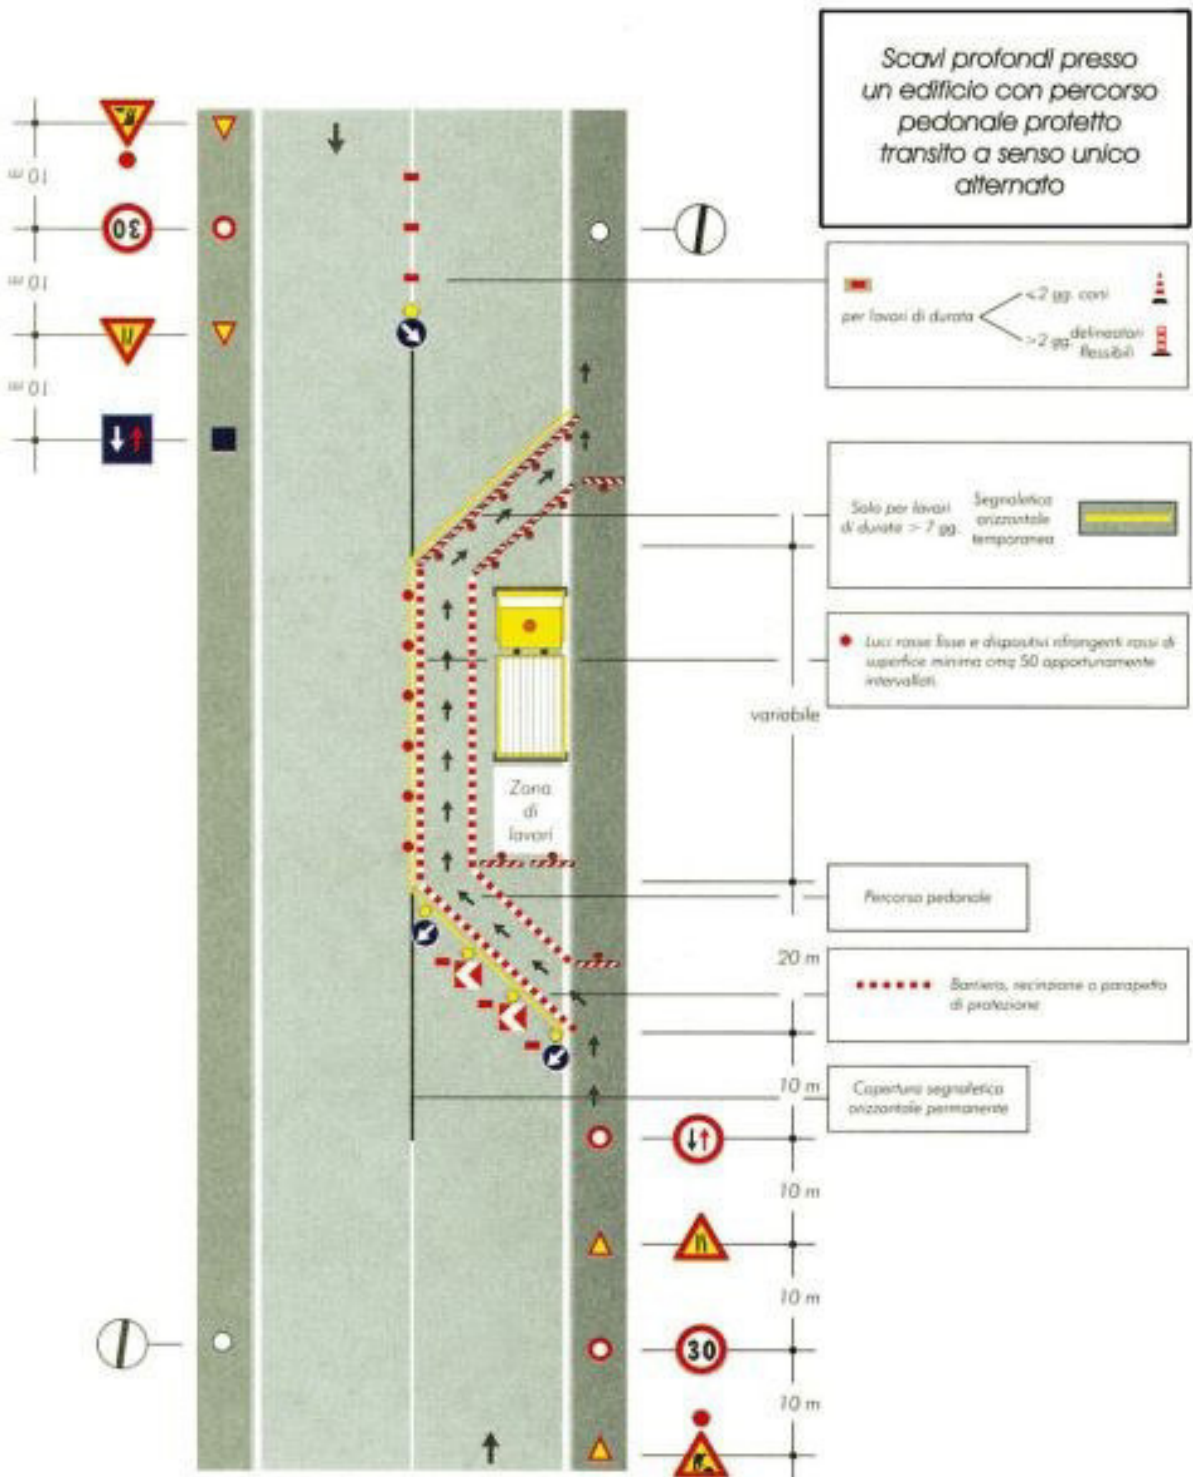 Scavi profondi presso
un edificio con percorso
pedonale protetto
transito a senso unico
alternato
10 m
30
10 m
10 m
per lavori di durata
<2 gg. coni
>2 gg. delineatori
flessibili
Solo per lavori
di durata > 7 gg.
Segnaletica
orizzontale
temporanea
Luci rosse fisse e dispositivi rifrangenti rossi di
superficie minima cmq 50 opportunamente
intervallati.
variabile
Zona
di
lavori
Percorso pedonale
20 m
Barriera, recinzione o parapetto
di protezione
10 m
Copertura segnaletica
orizzontale permanente
10 m
10 m
30
10 m